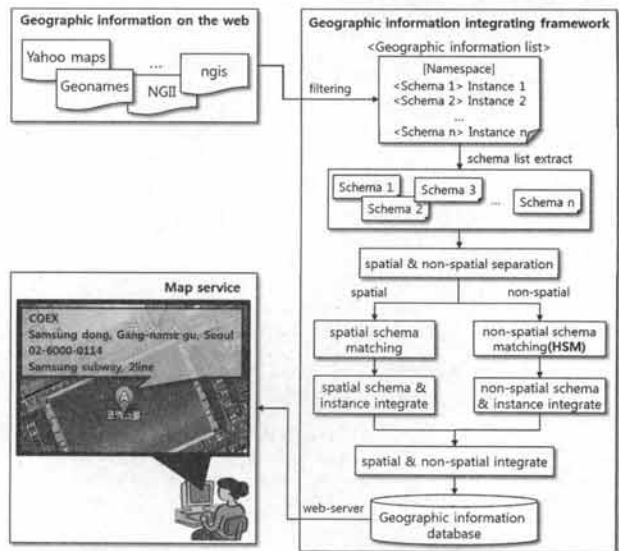 Geographic information on the web
Yahoo maps
...
ngis
Geonames
NGII
filtering
Geographic information integrating framework
<Geographic information list>
[Namespace]
<Schema 1> Instance 1
<Schema 2> Instance 2
...
<Schema n> Instance n
schema list extract
Schema 1
Schema 3
Schema 2
...
Schema n
spatial & non-spatial separation
spatial
non-spatial
spatial schema
matching
non-spatial schema
matching(HSM)
spatial schema &
instance integrate
non-spatial schema
& instance integrate
spatial & non-spatial integrate
web-server
Geographic information
database
Map service
COEX
Samsung dong, Gang-name gu, Seoul
02-6000-0114
Samsung subway, 2line
A